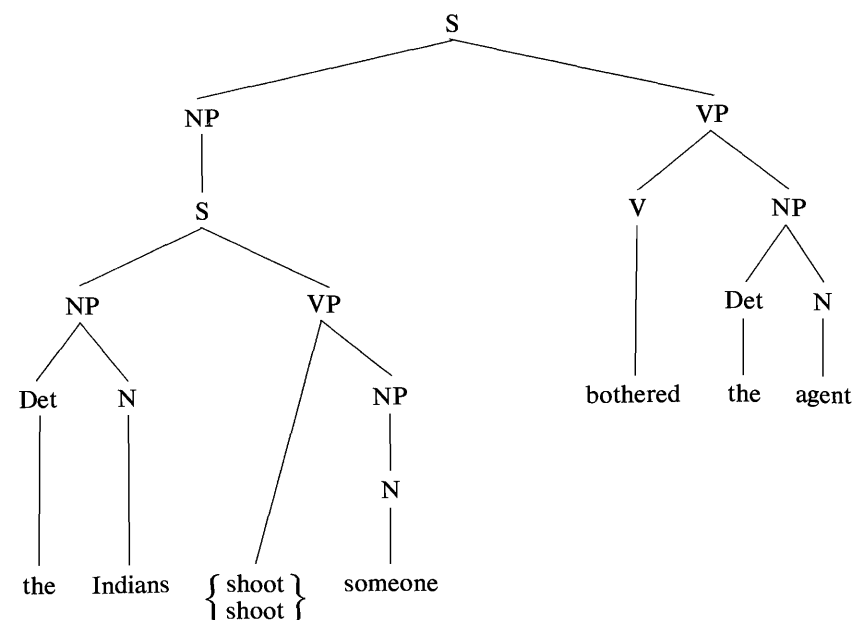 S
NP VP
S V NP
NP VP Det N
Det N NP bothered the agent
N
the Indians { shoot } someone
{ shoot }